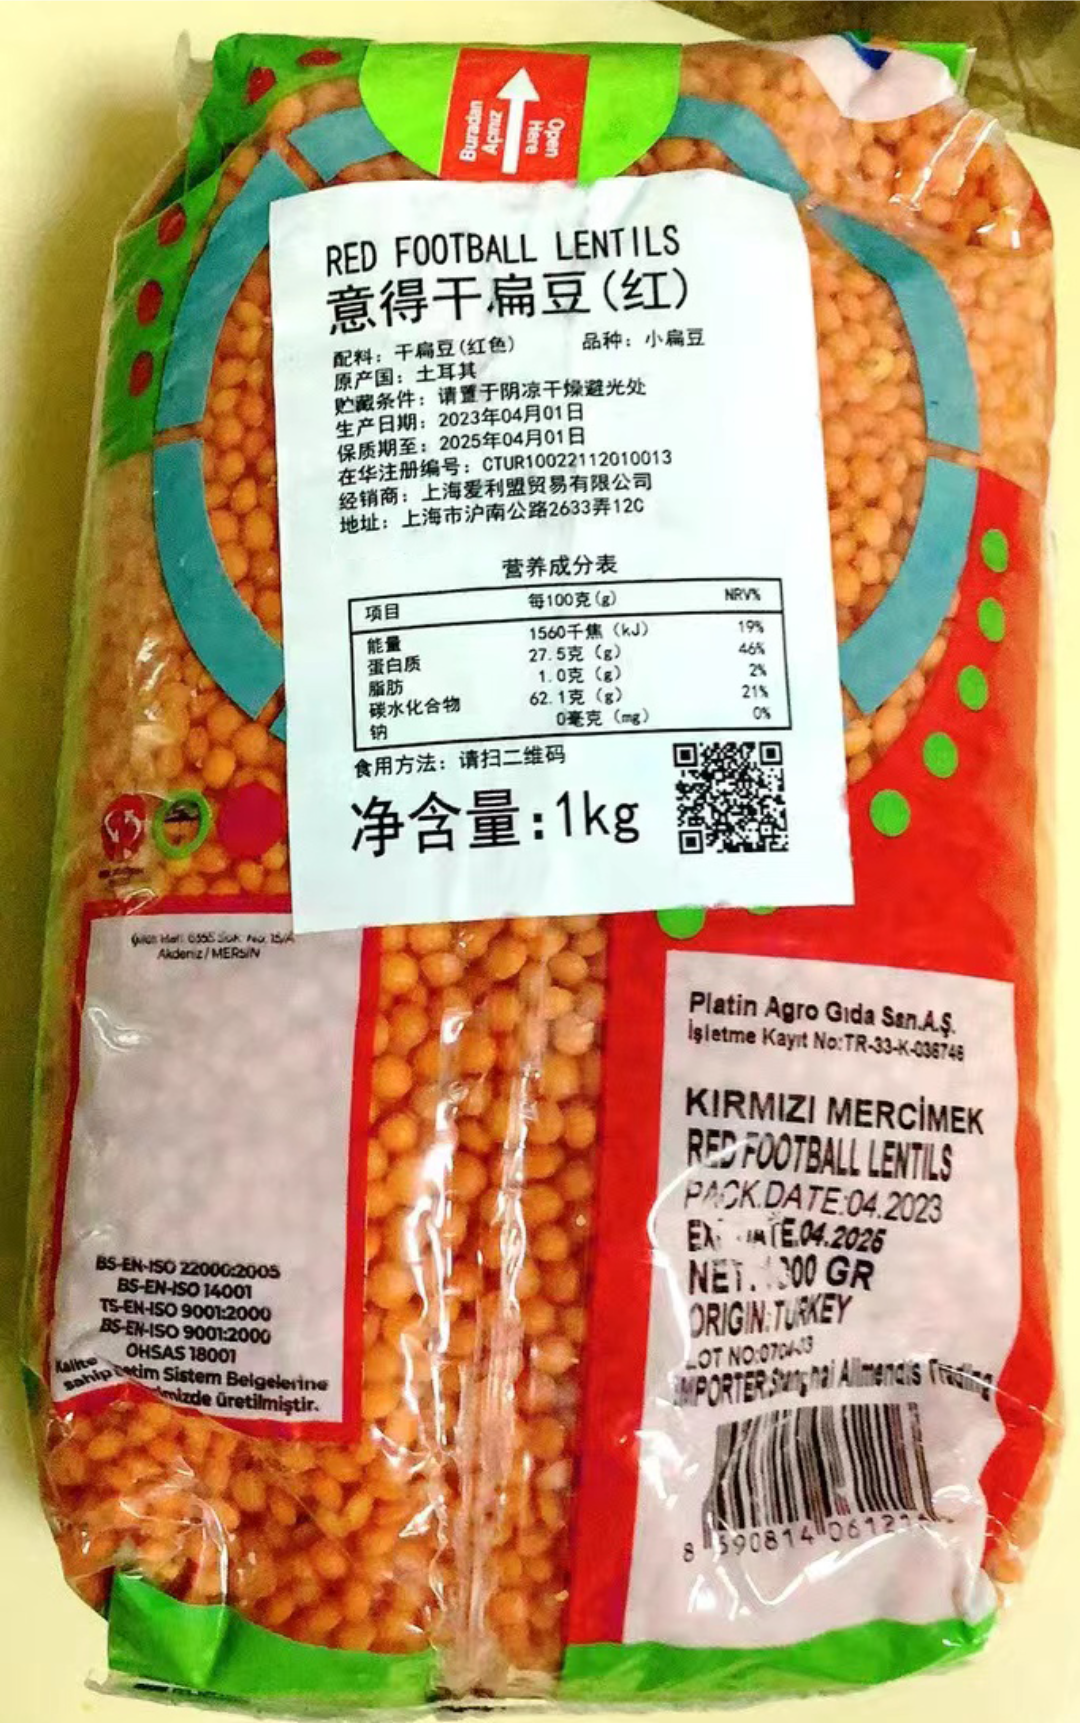 Buradan
Açınız
Open
Here
RED FOOTBALL LENTILS
意得干扁豆(红)
配料：干扁豆(红色) 品种：小扁豆
原产国：土耳其
贮藏条件：请置于阴凉干燥避光处
生产日期：2023年04月01日
保质期至：2025年04月01日
在华注册编号：CTUR10022112010013
经销商：上海爱利盟贸易有限公司
地址：上海市沪南公路2633弄12C
营养成分表
项目 每100克(g) NRV%
能量 1560千焦 (kJ) 19%
蛋白质 27.5克 (g) 46%
脂肪 1.0克 (g) 2%
碳水化合物 62.1克 (g) 21%
钠 0毫克 (mg) 0%
食用方法：请扫二维码
净含量:1kg
6555 Sok. No: 15/A
Akdeniz / MERSİN
BS-EN-ISO 22000:2005
BS-EN-ISO 14001
TS-EN-ISO 9001:2000
BS-EN-ISO 9001:2000
OHSAS 18001
Kalite
sahip Sistem Belgelerine
üretilmiştir.
Platin Agro Gıda San.A.Ş.
İşletme Kayıt No:TR-33-K-036746
KIRMIZI MERCİMEK
RED FOOTBALL LENTILS
PACK.DATE:04.2023
04.2025
NET. GR
ORIGIN:TURKEY
LOT NO:
IMPORTER.Shanghai Trading
8 690814